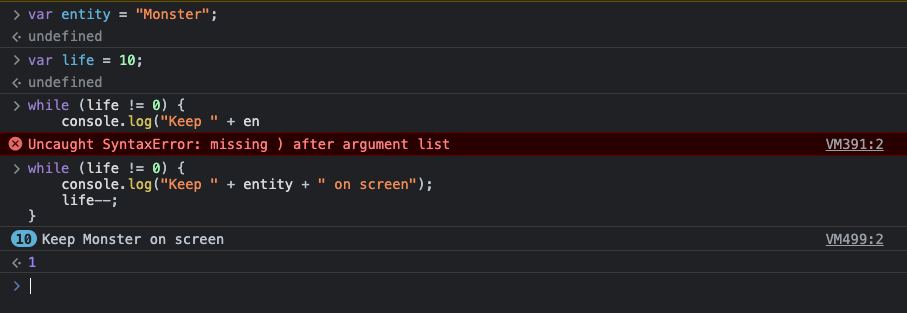 > var entity = "Monster";
<· undefined
> var life = 10;
<· undefined
> while (life != 0) {
    console.log("Keep " + en
Uncaught SyntaxError: missing ) after argument list VM391:2
> while (life != 0) {
    console.log("Keep " + entity + " on screen");
    life--;
}
10 Keep Monster on screen VM499:2
<· 1
>